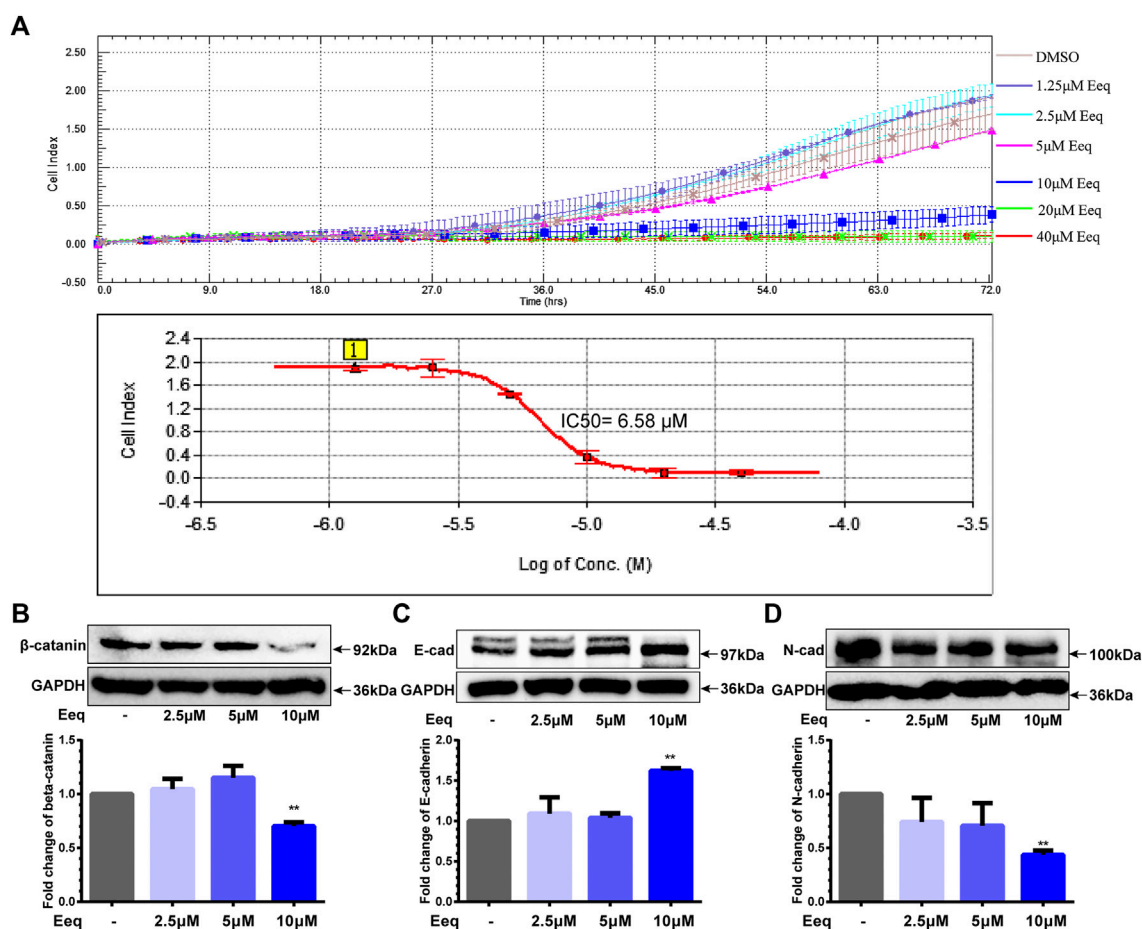 A
2.50
2.00
1.50
1.00
0.50
0.00
-0.50
Cell Index
0.0 9.0 18.0 27.0 36.0 45.0 54.0 63.0 72.0
Time (hrs)
DMSO
1.25μM Eeq
2.5μM Eeq
5μM Eeq
10μM Eeq
20μM Eeq
40μM Eeq
2.4
2.0
1.6
1.2
0.8
0.4
0.0
-0.4
Cell Index
1
IC50= 6.58 μM
-6.5 -6.0 -5.5 -5.0 -4.5 -4.0 -3.5
Log of Conc. (M)
B
β-catanin
92kDa
GAPDH
36kDa
Eeq - 2.5μM 5μM 10μM
Fold change of beta-catanin
1.5
1.0
0.5
0.0
**
Eeq - 2.5μM 5μM 10μM
C
E-cad
97kDa
GAPDH
36kDa
Eeq - 2.5μM 5μM 10μM
Fold change of E-cadherin
2.0
1.5
1.0
0.5
0.0
**
Eeq - 2.5μM 5μM 10μM
D
N-cad
100kDa
GAPDH
36kDa
Eeq - 2.5μM 5μM 10μM
Fold change of N-cadherin
1.5
1.0
0.5
0.0
**
Eeq - 2.5μM 5μM 10μM